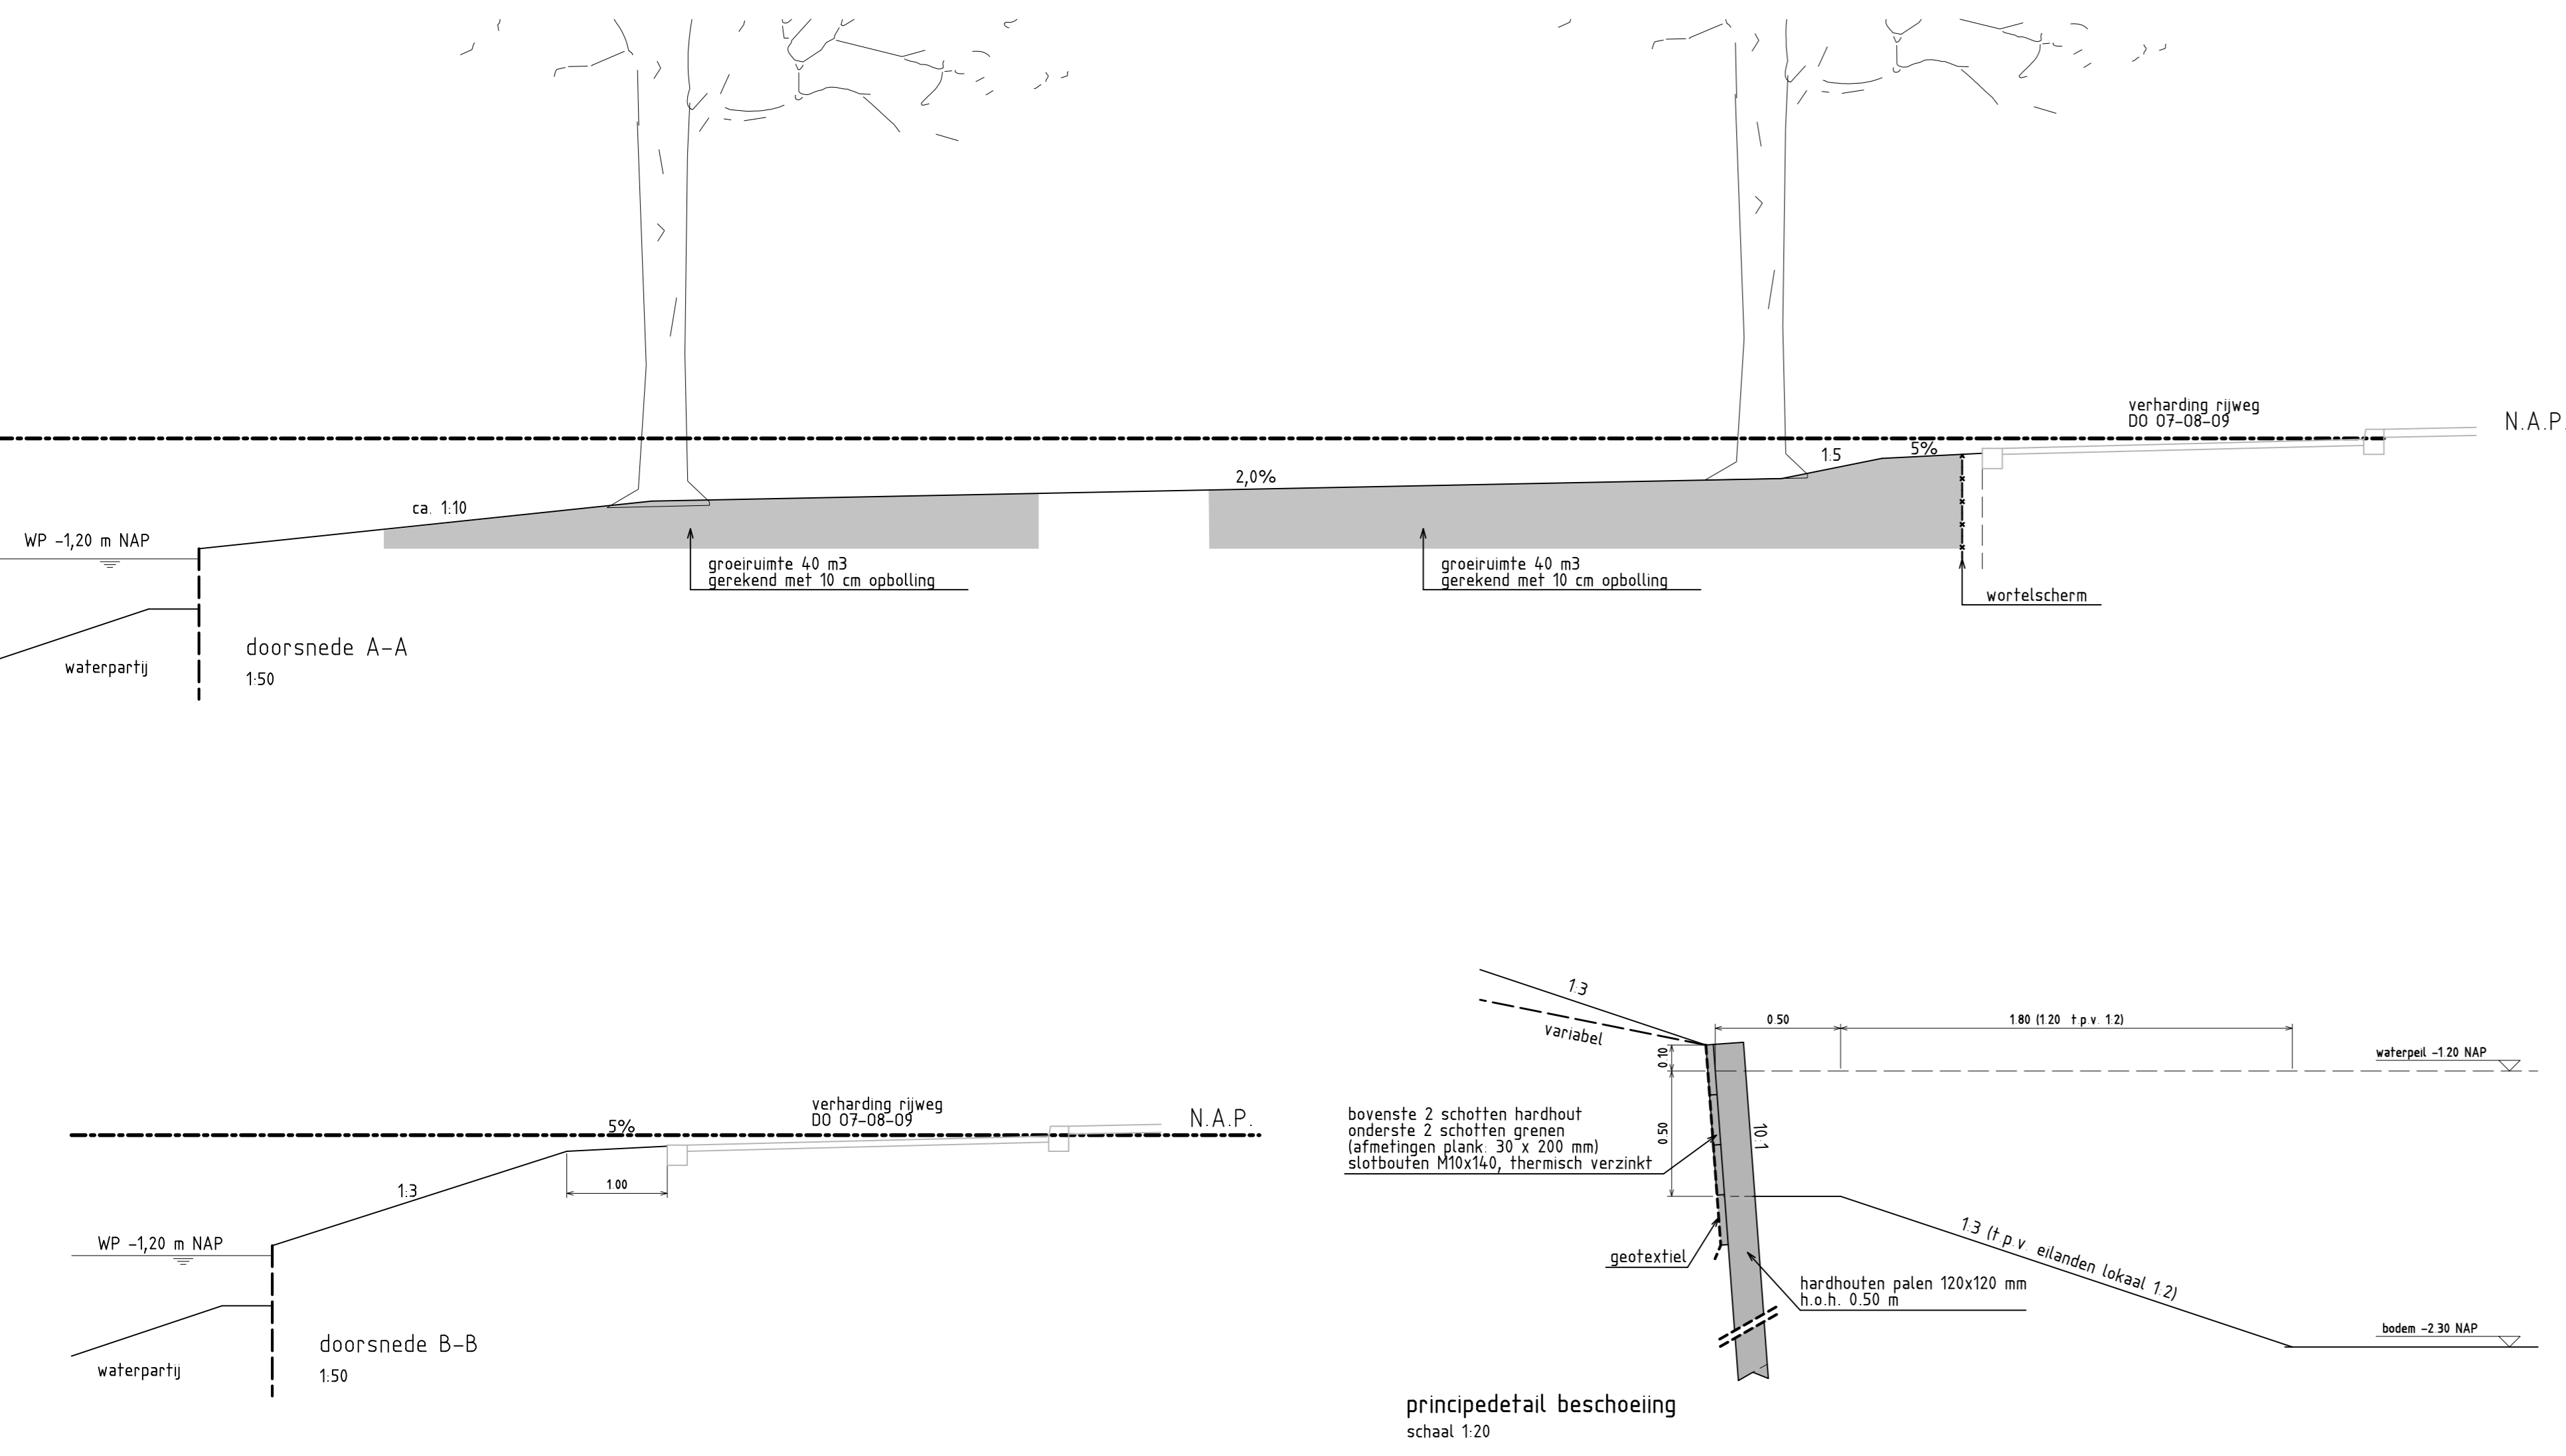 verharding rijweg
DO 07-08-09
N.A.P.
5%
1:5
2,0%
ca. 1:10
WP -1,20 m NAP
groeiruimte 40 m3
gerekend met 10 cm opbolling
groeiruimte 40 m3
gerekend met 10 cm opbolling
wortelscherm
doorsnede A-A
1:50
waterpartij
verharding rijweg
DO 07-08-09
N.A.P.
5%
1.00
1:3
WP -1,20 m NAP
doorsnede B-B
1:50
waterpartij
1:3
variabel
0.50
1.80 (1.20 t.p.v. 1:2)
waterpeil -1.20 NAP
0.10
0.50
10:1
bovenste 2 schotten hardhout
onderste 2 schotten grenen
(afmetingen plank: 30 x 200 mm)
slotbouten M10x140, thermisch verzinkt
geotextiel
1:3 (t.p.v. eilanden lokaal 1:2)
hardhouten palen 120x120 mm
h.o.h. 0.50 m
bodem -2.30 NAP
principedetail beschoeiing
schaal 1:20